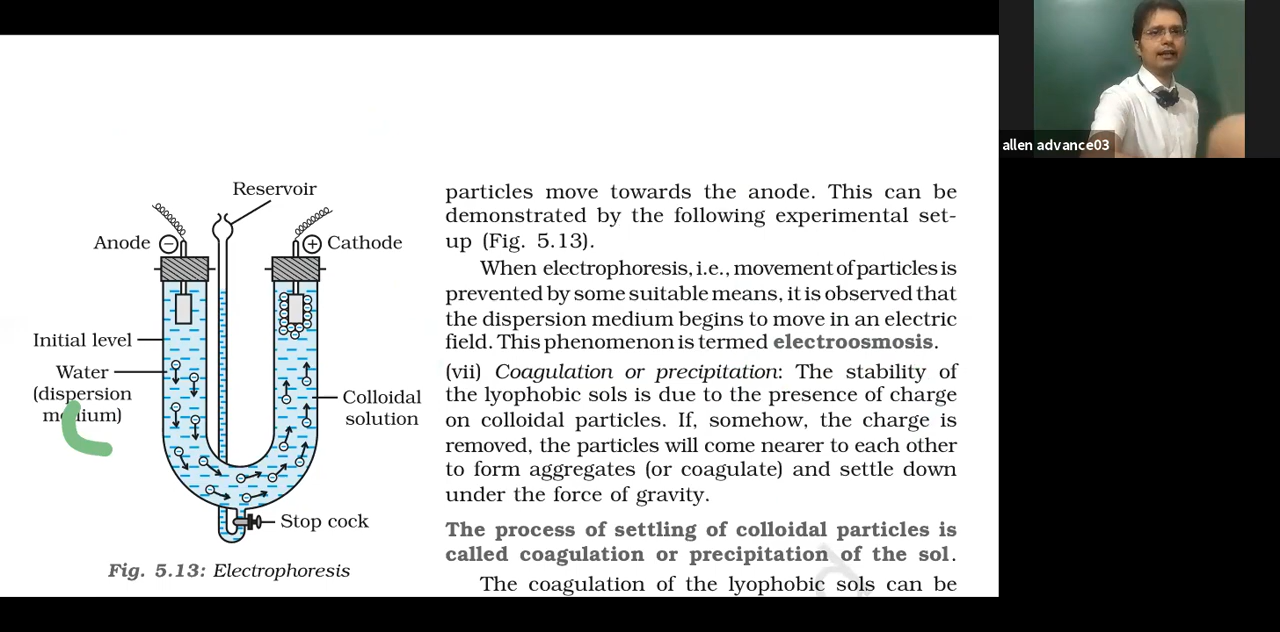 allen advance03
Reservoir
Anode
−
+
Cathode
Initial level
Water
(dispersion
medium)
Colloidal
solution
Stop cock
Fig. 5.13: Electrophoresis
particles move towards the anode. This can be
demonstrated by the following experimental set-
up (Fig. 5.13).
When electrophoresis, i.e., movement of particles is
prevented by some suitable means, it is observed that
the dispersion medium begins to move in an electric
field. This phenomenon is termed electroosmosis.
(vii) Coagulation or precipitation: The stability of
the lyophobic sols is due to the presence of charge
on colloidal particles. If, somehow, the charge is
removed, the particles will come nearer to each other
to form aggregates (or coagulate) and settle down
under the force of gravity.
The process of settling of colloidal particles is
called coagulation or precipitation of the sol.
The coagulation of the lyophobic sols can be